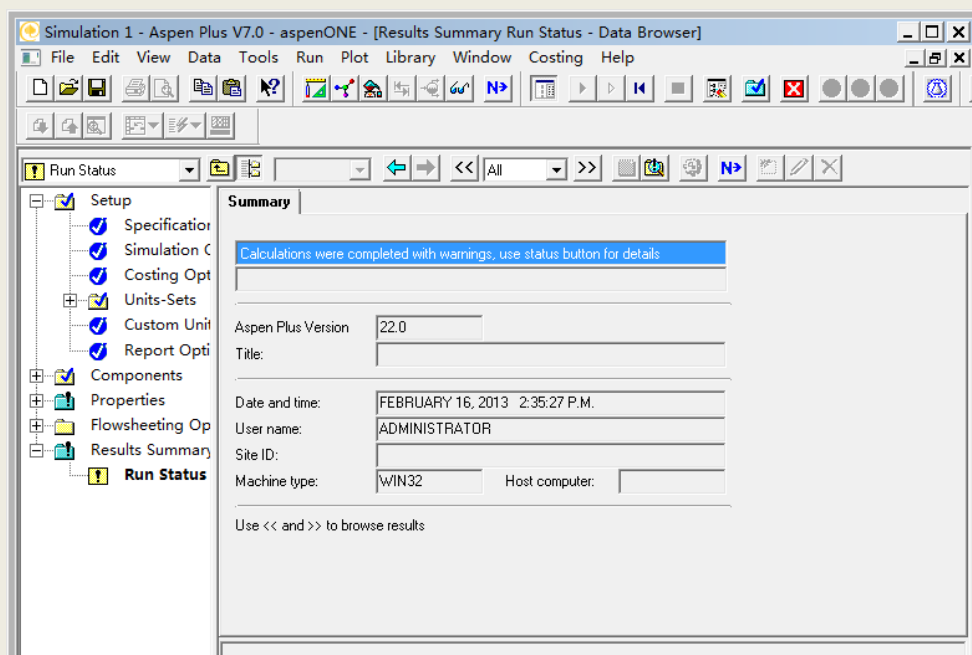 Simulation 1 - Aspen Plus V7.0 - aspenONE - [Results Summary Run Status - Data Browser]
File Edit View Data Tools Run Plot Library Window Costing Help
N
Run Status
<< All >>
N
Setup
Specification
Simulation O
Costing Opt
Units-Sets
Custom Unit
Report Opti
Components
Properties
Flowsheeting Op
Results Summary
Run Status
Summary
Calculations were completed with warnings, use status button for details
Aspen Plus Version 22.0
Title:
Date and time: FEBRUARY 16, 2013 2:35:27 P.M.
User name: ADMINISTRATOR
Site ID:
Machine type: WIN32 Host computer:
Use << and >> to browse results